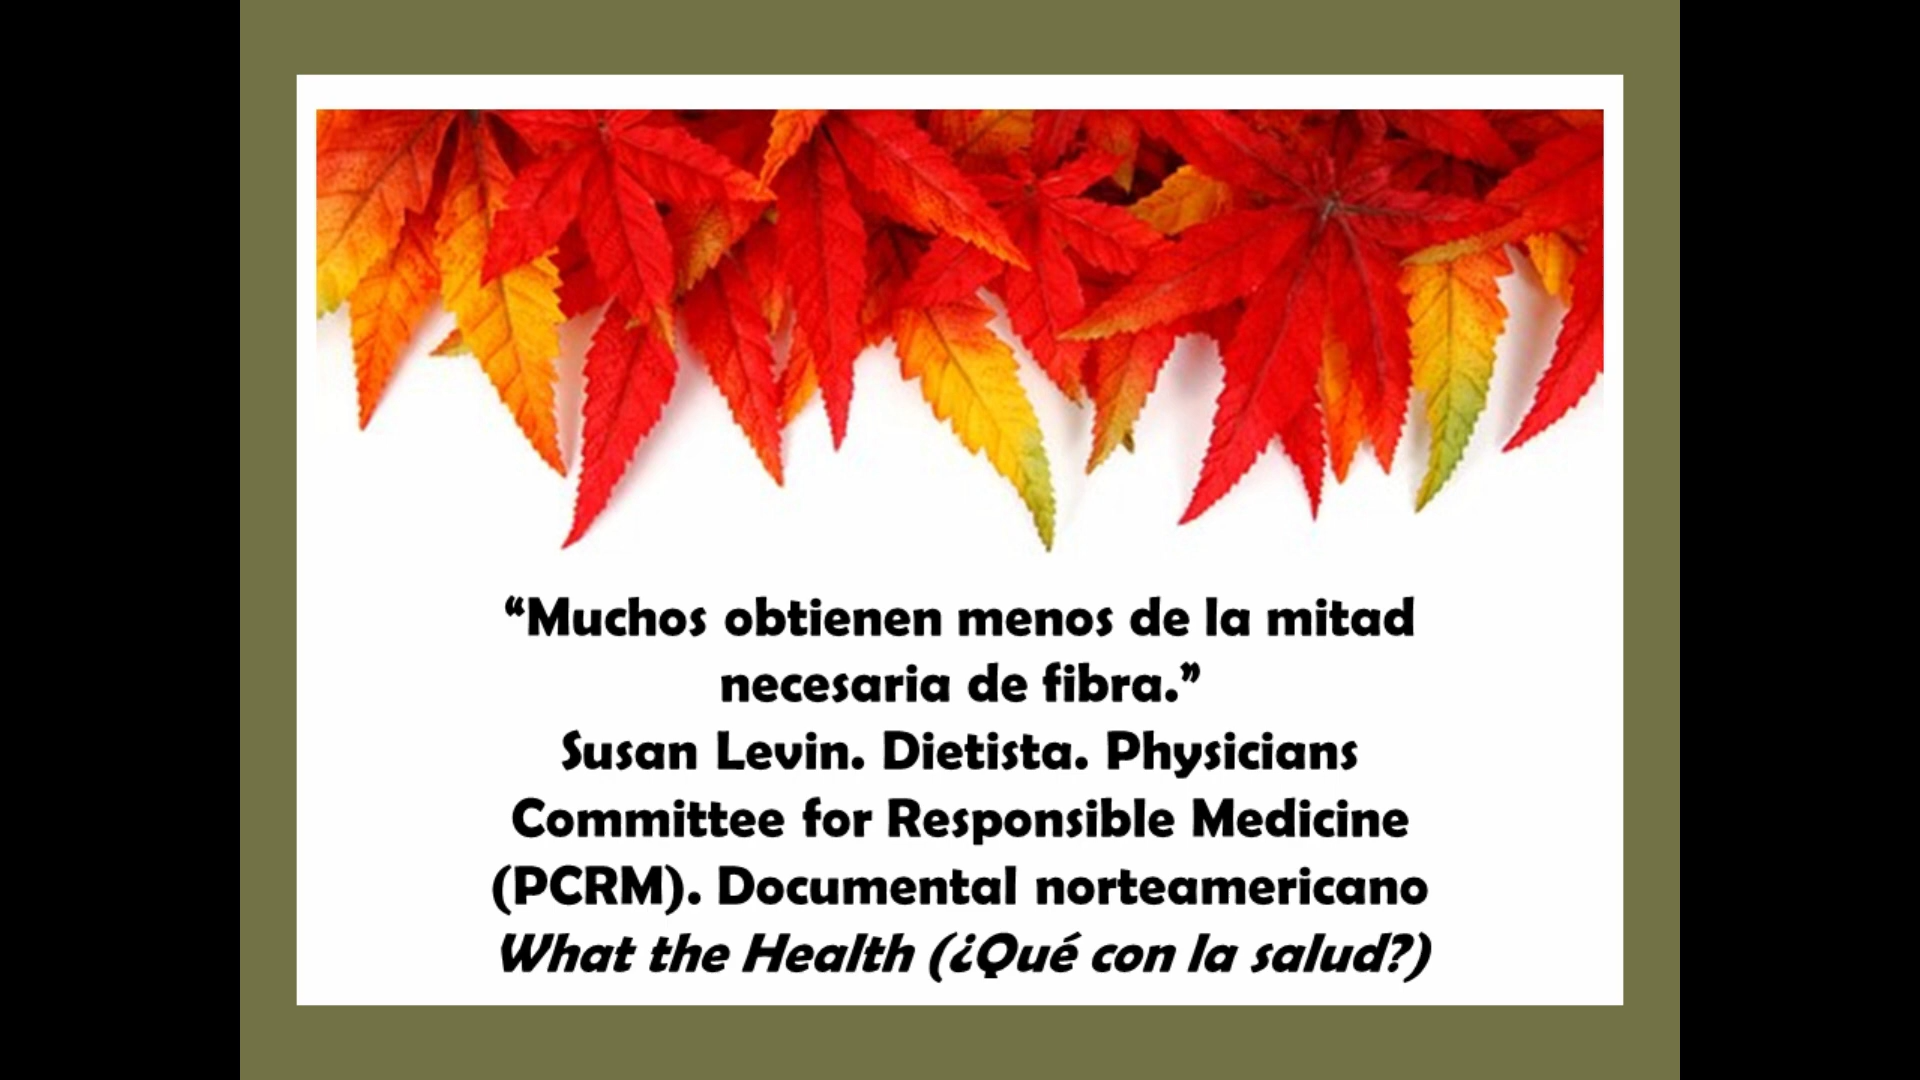 “Muchos obtienen menos de la mitad
necesaria de fibra.”
Susan Levin. Dietista. Physicians
Committee for Responsible Medicine
(PCRM). Documental norteamericano
What the Health (¿Qué con la salud?)